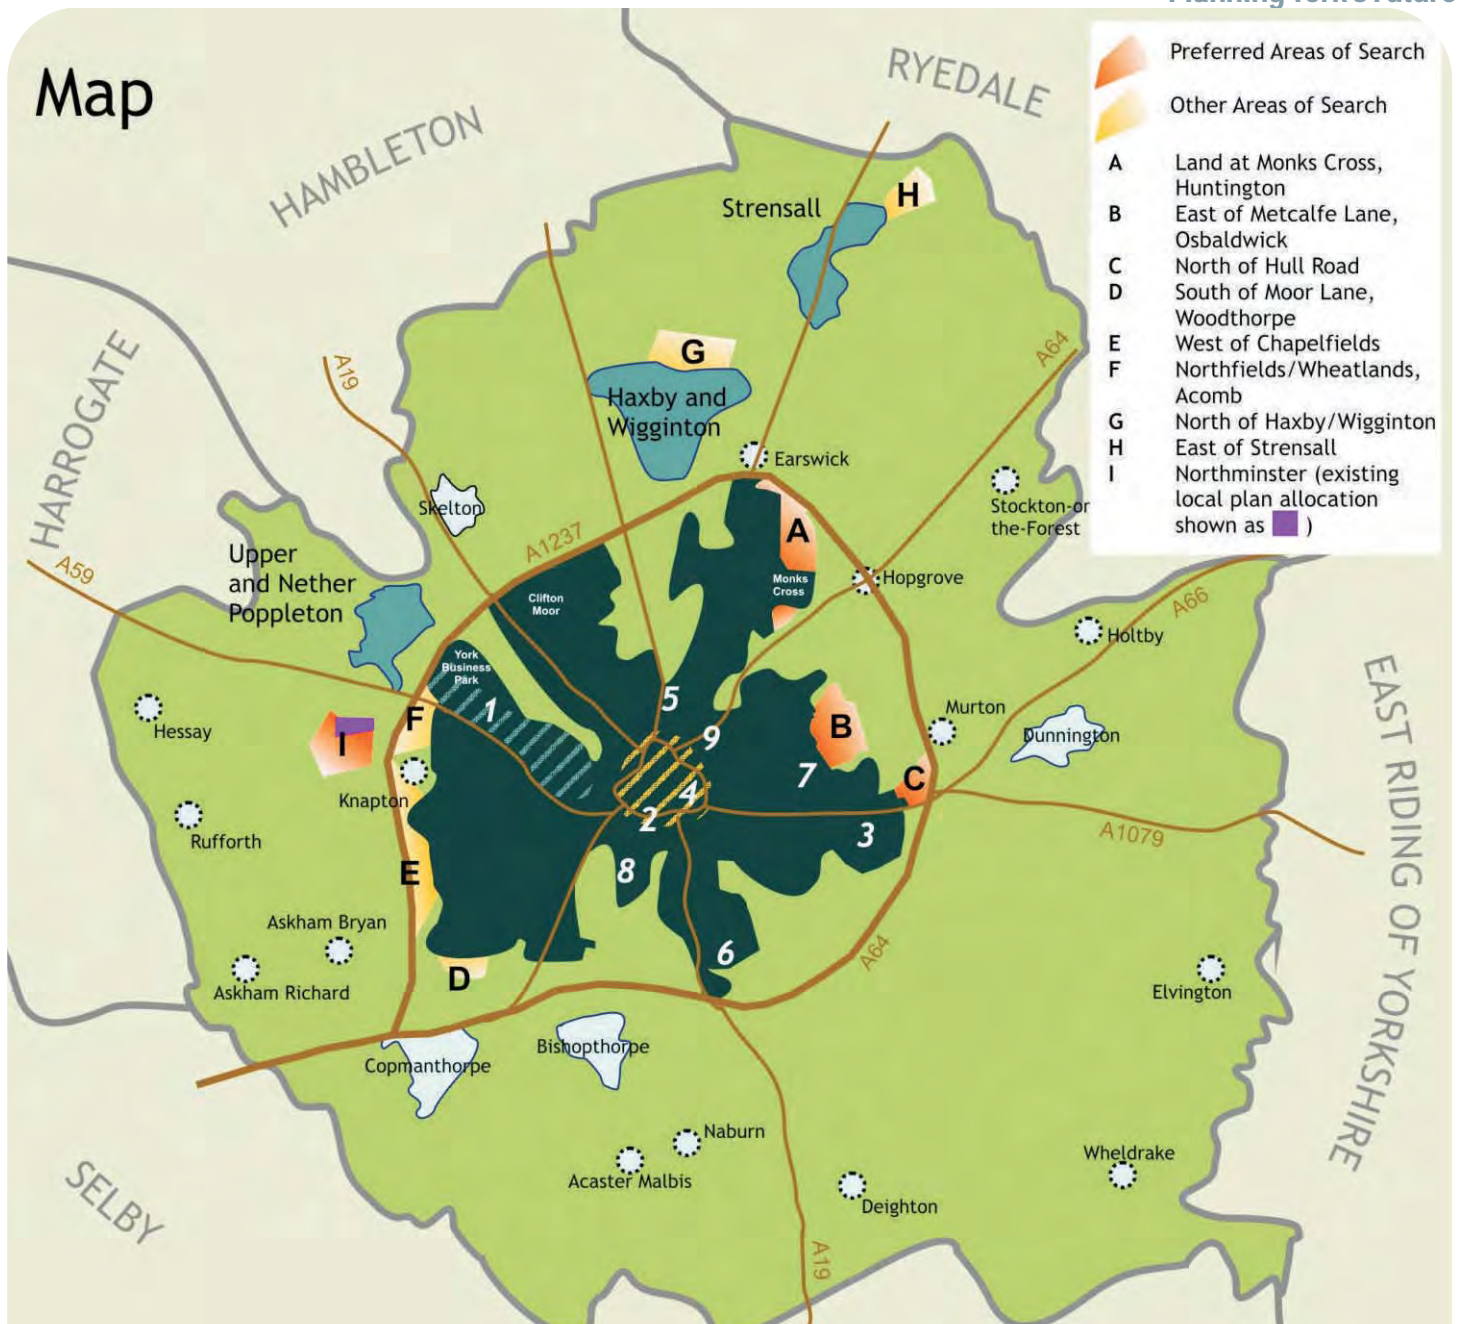 Map
HAMBLETON
RYEDALE
HARROGATE
EAST RIDING OF YORKSHIRE
SELBY
Preferred Areas of Search
Other Areas of Search
A Land at Monks Cross,
Huntington
B East of Metcalfe Lane,
Osbaldwick
C North of Hull Road
D South of Moor Lane,
Woodthorpe
E West of Chapelfields
F Northfields/Wheatlands,
Acomb
G North of Haxby/Wigginton
H East of Strensall
I Northminster (existing
local plan allocation
shown as )
Strensall
H
G
Haxby and
Wigginton
A19
A64
Earswick
Skelton
Stockton-or
the-Forest
A1237
A
Upper
and Nether
Poppleton
A59
Monks
Cross
Hopgrove
Clifton
Moor
A66
Holtby
York
Business
Park
1
5
9
Hessay
F
I
B
Murton
Dunnington
Knapton
7
C
4
2
3
Rufforth
A1079
E
8
Askham Bryan
6
A64
D
Askham Richard
Elvington
Copmanthorpe
Bishopthorpe
Naburn
Acaster Malbis
Wheldrake
Deighton
A19